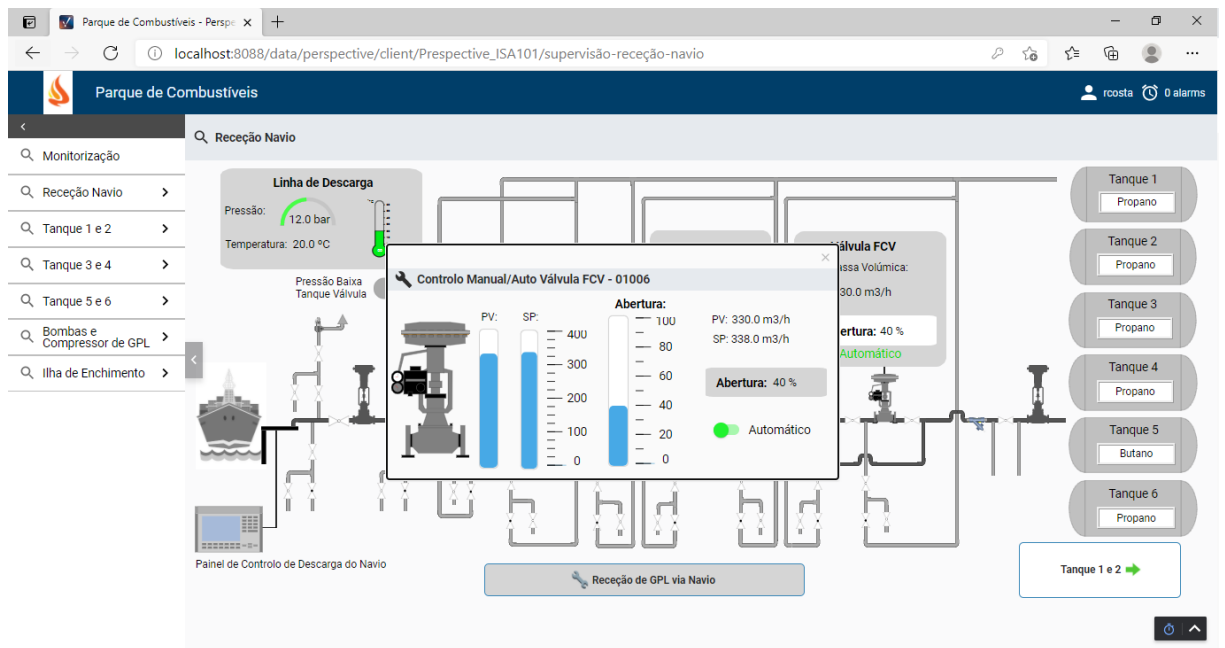 Parque de Combustíveis - Perspe
localhost:8088/data/perspective/client/Prespective_ISA101/supervisão-receção-navio
Parque de Combustíveis
rcosta
0 alarms
Monitorização
Receção Navio
Tanque 1 e 2
Tanque 3 e 4
Tanque 5 e 6
Bombas e
Compressor de GPL
Ilha de Enchimento
Receção Navio
Linha de Descarga
Pressão:
12.0 bar
Temperatura: 20.0 ºC
Pressão Baixa
Tanque Válvula
álvula FCV
assa Volúmica:
30.0 m3/h
ertura: 40 %
Automático
Controlo Manual/Auto Válvula FCV - 01006
PV:
SP:
400
300
200
100
0
Abertura:
100
80
60
40
20
0
PV: 330.0 m3/h
SP: 338.0 m3/h
Abertura: 40 %
Automático
Tanque 1
Propano
Tanque 2
Propano
Tanque 3
Propano
Tanque 4
Propano
Tanque 5
Butano
Tanque 6
Propano
Painel de Controlo de Descarga do Navio
Receção de GPL via Navio
Tanque 1 e 2